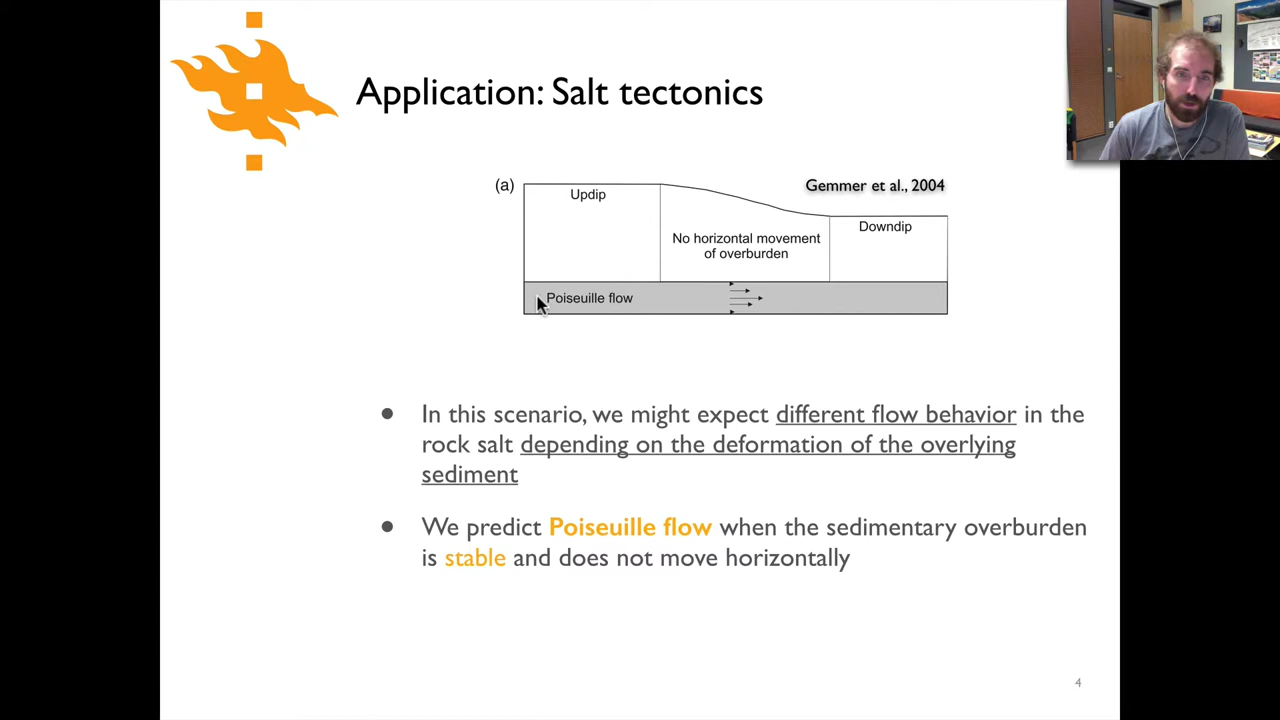 Application: Salt tectonics
(a)
Gemmer et al., 2004
Updip
Downdip
No horizontal movement
of overburden
Poiseuille flow
● In this scenario, we might expect different flow behavior in the
rock salt depending on the deformation of the overlying
sediment
● We predict Poiseuille flow when the sedimentary overburden
is stable and does not move horizontally
4